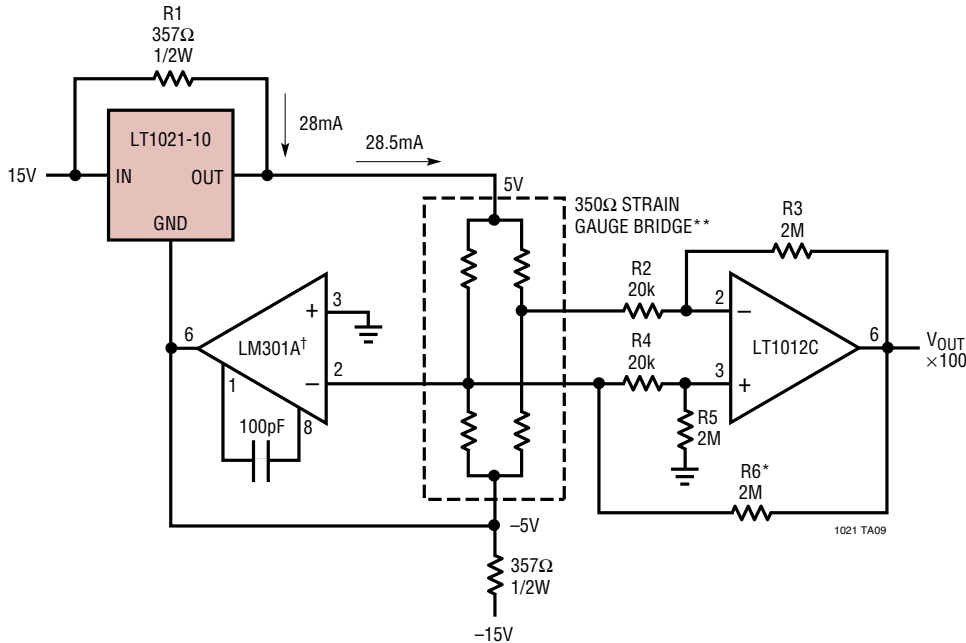 R1
357Ω
1/2W
LT1021-10
28mA
28.5mA
15V
IN
OUT
GND
5V
350Ω STRAIN
GAUGE BRIDGE**
R3
2M
R2
20k
3
+
2
–
6
LM301A†
LT1012C
6
VOUT
×100
R4
20k
2
–
3
+
1
8
100pF
R5
2M
R6*
2M
–5V
1021 TA09
357Ω
1/2W
–15V